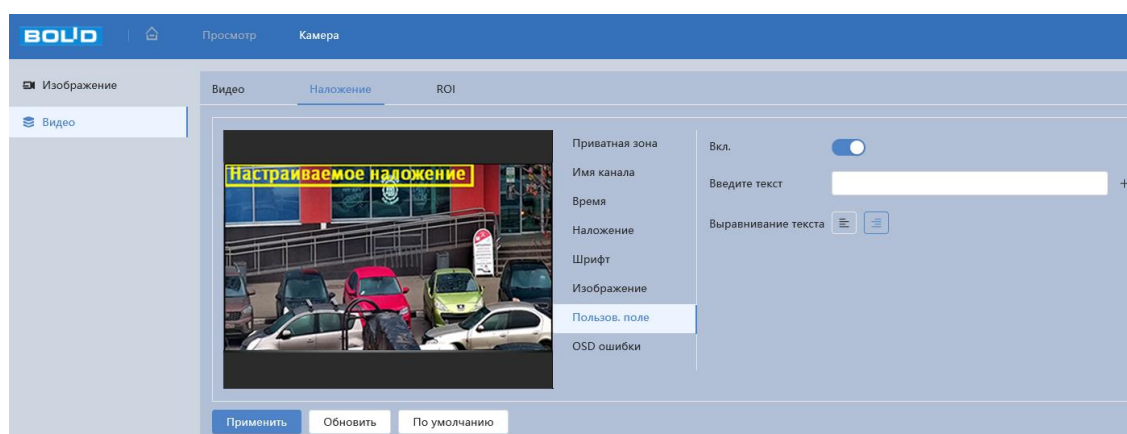 BOLID Просмотр Камера
Изображение
Видео
Видео Наложение ROI
Настраиваемое наложение
Приватная зона
Имя канала
Время
Наложение
Шрифт
Изображение
Пользов. поле
OSD ошибки
Вкл.
Введите текст +
Выравнивание текста
Применить Обновить По умолчанию